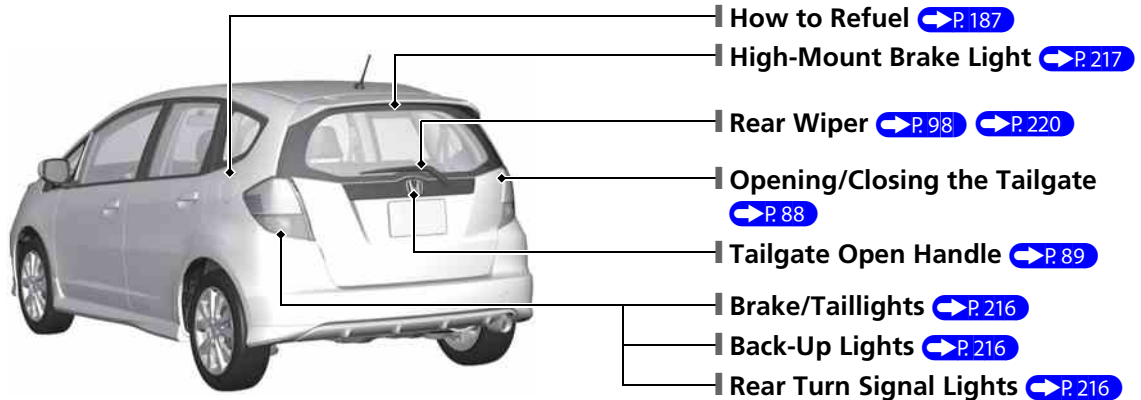 How to Refuel P. 187
High-Mount Brake Light P. 217
Rear Wiper P. 98 P. 220
Opening/Closing the Tailgate
P. 88
Tailgate Open Handle P. 89
Brake/Taillights P. 216
Back-Up Lights P. 216
Rear Turn Signal Lights P. 216